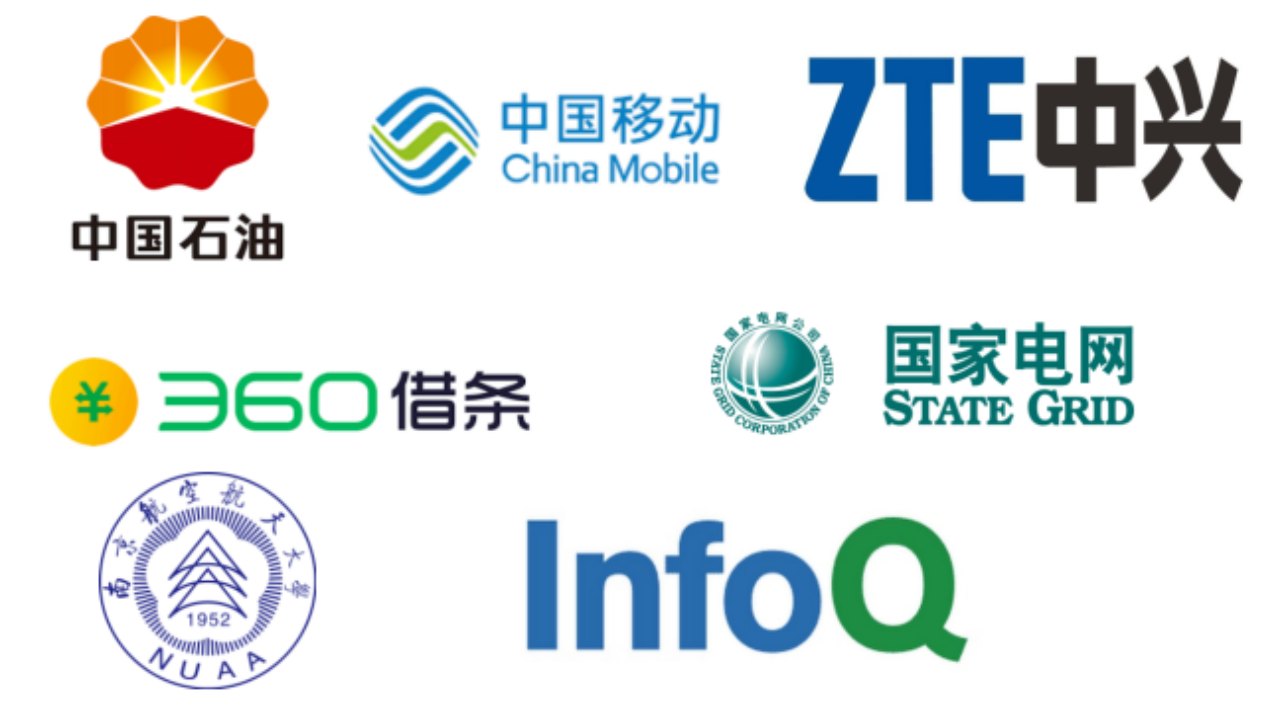 中国石油
中国移动
China Mobile
ZTE中兴
¥ 360借条
国家电网公司
STATE GRID CORPORATION OF CHINA
国家电网
STATE GRID
南京航空航天大学
1952
NUAA
InfoQ